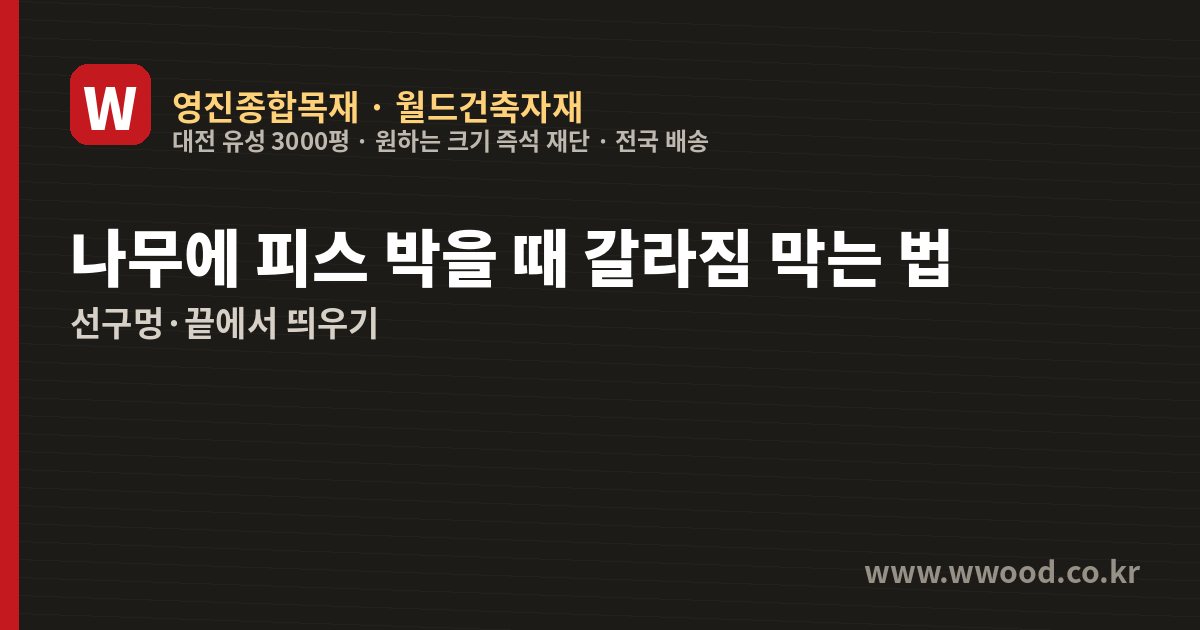 W
영진종합목재 · 월드건축자재
대전 유성 3000평 · 원하는 크기 즉석 재단 · 전국 배송
나무에 피스 박을 때 갈라짐 막는 법
선구멍·끝에서 띄우기
www.wwood.co.kr